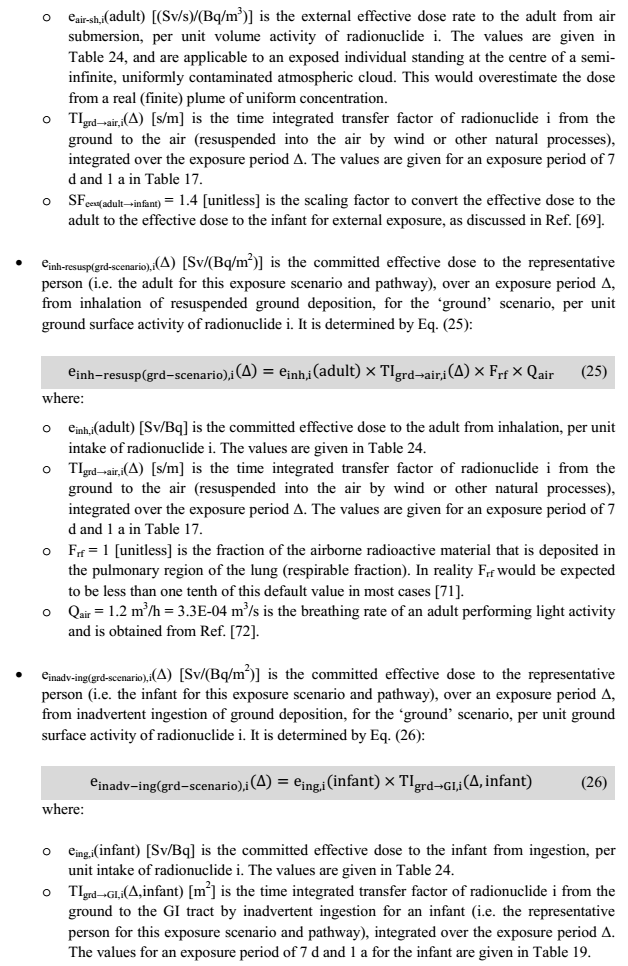 o e_air-sh,i(adult) [(Sv/s)/(Bq/m³)] is the external effective dose rate to the adult from air
submersion, per unit volume activity of radionuclide i. The values are given in
Table 24, and are applicable to an exposed individual standing at the centre of a semi-
infinite, uniformly contaminated atmospheric cloud. This would overestimate the dose
from a real (finite) plume of uniform concentration.
o TI_grd→air,i(Δ) [s/m] is the time integrated transfer factor of radionuclide i from the
ground to the air (resuspended into the air by wind or other natural processes),
integrated over the exposure period Δ. The values are given for an exposure period of 7
d and 1 a in Table 17.
o SF_eext(adult→infant) = 1.4 [unitless] is the scaling factor to convert the effective dose to the
adult to the effective dose to the infant for external exposure, as discussed in Ref. [69].
• e_inh-resusp(grd-scenario),i(Δ) [Sv/(Bq/m²)] is the committed effective dose to the representative
person (i.e. the adult for this exposure scenario and pathway), over an exposure period Δ,
from inhalation of resuspended ground deposition, for the ‘ground’ scenario, per unit
ground surface activity of radionuclide i. It is determined by Eq. (25):
e_inh−resusp(grd−scenario),i(Δ) = e_inh,i(adult) × TI_grd→air,i(Δ) × F_rf × Q_air (25)
where:
o e_inh,i(adult) [Sv/Bq] is the committed effective dose to the adult from inhalation, per unit
intake of radionuclide i. The values are given in Table 24.
o TI_grd→air,i(Δ) [s/m] is the time integrated transfer factor of radionuclide i from the
ground to the air (resuspended into the air by wind or other natural processes),
integrated over the exposure period Δ. The values are given for an exposure period of 7
d and 1 a in Table 17.
o F_rf = 1 [unitless] is the fraction of the airborne radioactive material that is deposited in
the pulmonary region of the lung (respirable fraction). In reality F_rf would be expected
to be less than one tenth of this default value in most cases [71].
o Q_air = 1.2 m³/h = 3.3E-04 m³/s is the breathing rate of an adult performing light activity
and is obtained from Ref. [72].
• e_inadv-ing(grd-scenario),i(Δ) [Sv/(Bq/m²)] is the committed effective dose to the representative
person (i.e. the infant for this exposure scenario and pathway), over an exposure period Δ,
from inadvertent ingestion of ground deposition, for the ‘ground’ scenario, per unit ground
surface activity of radionuclide i. It is determined by Eq. (26):
e_inadv−ing(grd−scenario),i(Δ) = e_ing,i(infant) × TI_grd→GI,i(Δ, infant) (26)
where:
o e_ing,i(infant) [Sv/Bq] is the committed effective dose to the infant from ingestion, per
unit intake of radionuclide i. The values are given in Table 24.
o TI_grd→GI,i(Δ,infant) [m²] is the time integrated transfer factor of radionuclide i from the
ground to the GI tract by inadvertent ingestion for an infant (i.e. the representative
person for this exposure scenario and pathway), integrated over the exposure period Δ.
The values for an exposure period of 7 d and 1 a for the infant are given in Table 19.